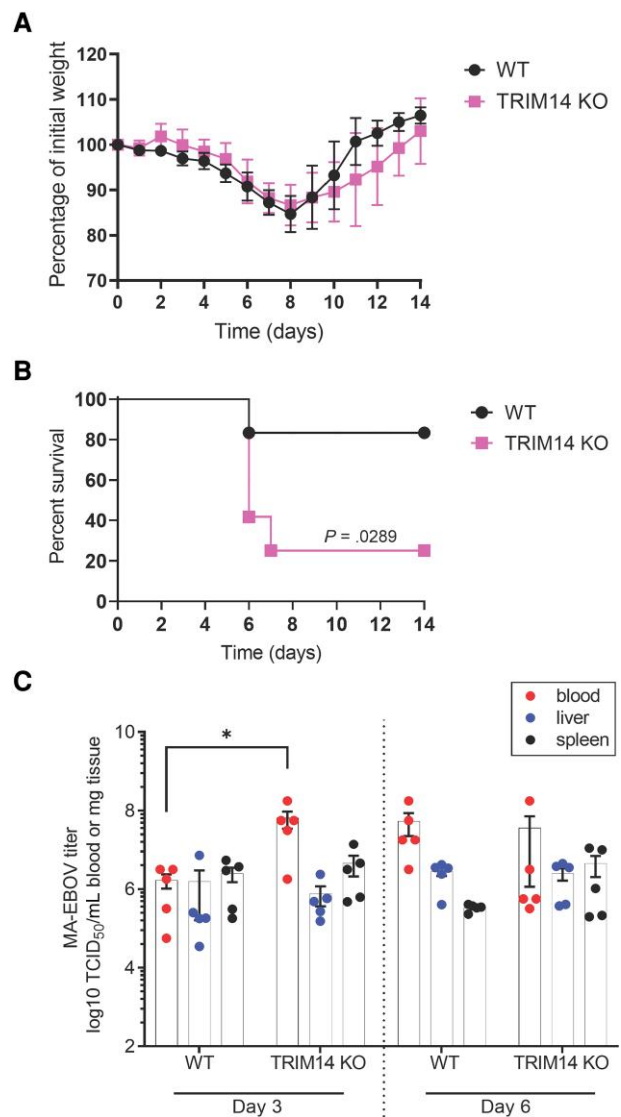 A
120
110
100
90
80
70
Percentage of initial weight
0 2 4 6 8 10 12 14
Time (days)
WT
TRIM14 KO
B
100
80
60
40
20
0
Percent survival
P = .0289
0 2 4 6 8 10 12 14
Time (days)
WT
TRIM14 KO
C
blood
liver
spleen
10
8
6
4
2
MA-EBOV titer
log10 TCID50/mL blood or mg tissue
*
WT TRIM14 KO WT TRIM14 KO
Day 3 Day 6